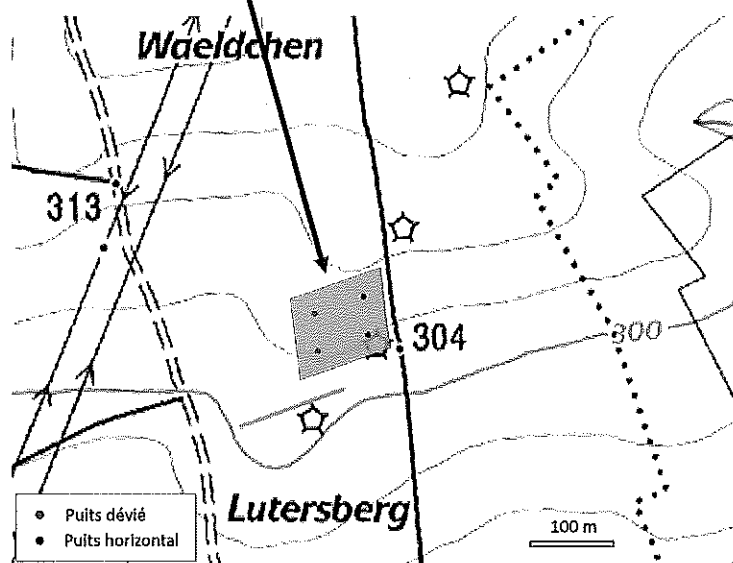 Waeldchen
313
304
300
Lutersberg
Puits dévié
Puits horizontal
100 m